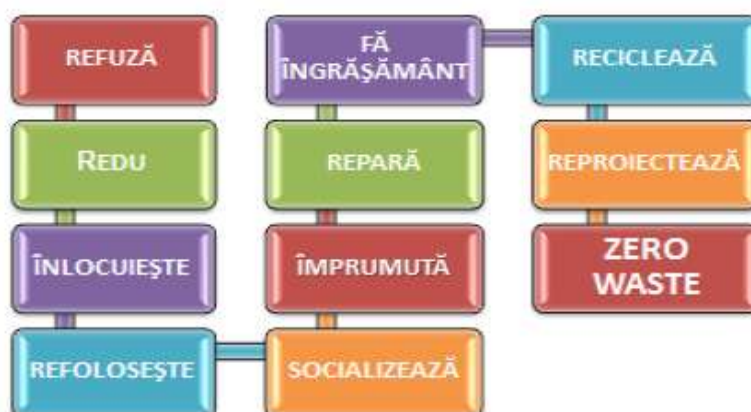 REFUZĂ
REDU
ÎNLOCUIEŞTE
REFOLOSEŞTE
SOCIALIZEAZĂ
ÎMPRUMUTĂ
REPARĂ
FĂ
ÎNGRĂŞĂMÂNT
RECICLEAZĂ
REPROIECTEAZĂ
ZERO
WASTE